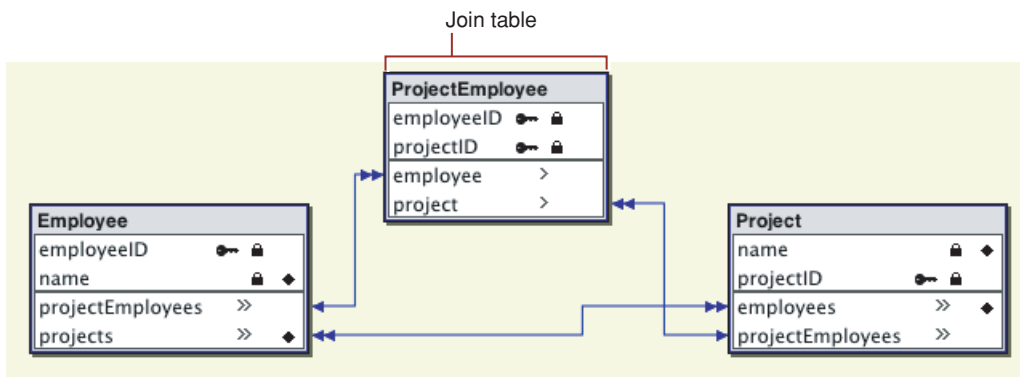 Join table
ProjectEmployee
employeeID
projectID
employee >
project >
Employee
employeeID
name
projectEmployees >>
projects >>
Project
name
projectID
employees >>
projectEmployees >>